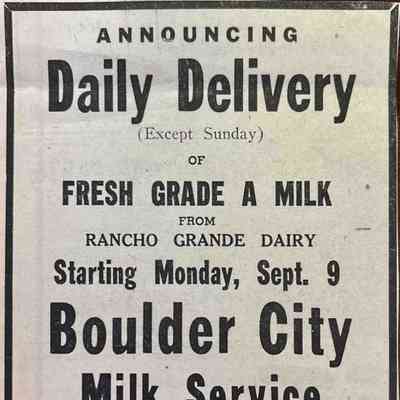 ANNOUNCING
Daily Delivery
(Except Sunday)
OF
FRESH GRADE A MILK
FROM
RANCHO GRANDE DAIRY
Starting Monday, Sept. 9
Boulder City
Milk Service